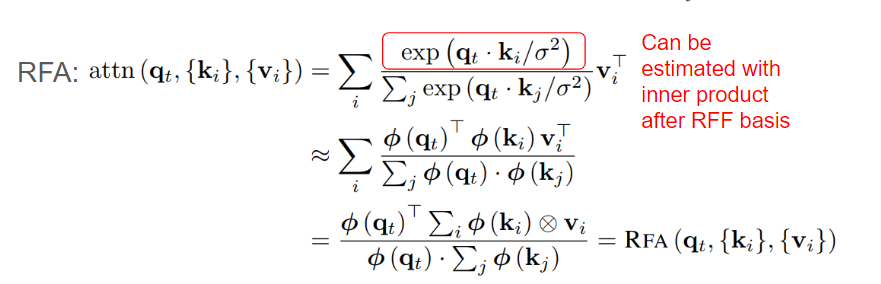 RFA: attn (q_t, {k_i}, {v_i}) = ∑_i exp (q_t · k_i/σ²) / ∑_j exp (q_t · k_j/σ²) v_i^⊤
Can be
estimated with
inner product
after RFF basis
≈ ∑_i ϕ (q_t)^⊤ ϕ (k_i) v_i^⊤ / ∑_j ϕ (q_t) · ϕ (k_j)
= ϕ (q_t)^⊤ ∑_i ϕ (k_i) ⊗ v_i / ϕ (q_t) · ∑_j ϕ (k_j) = RFA (q_t, {k_i}, {v_i})